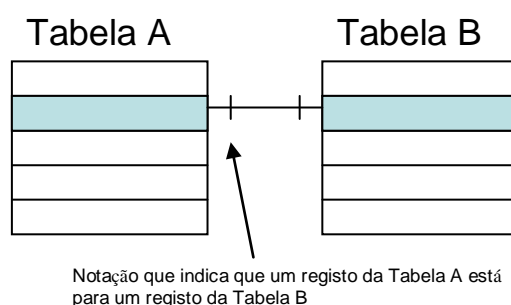 Tabela A
Tabela B
Notação que indica que um registo da Tabela A está
para um registo da Tabela B